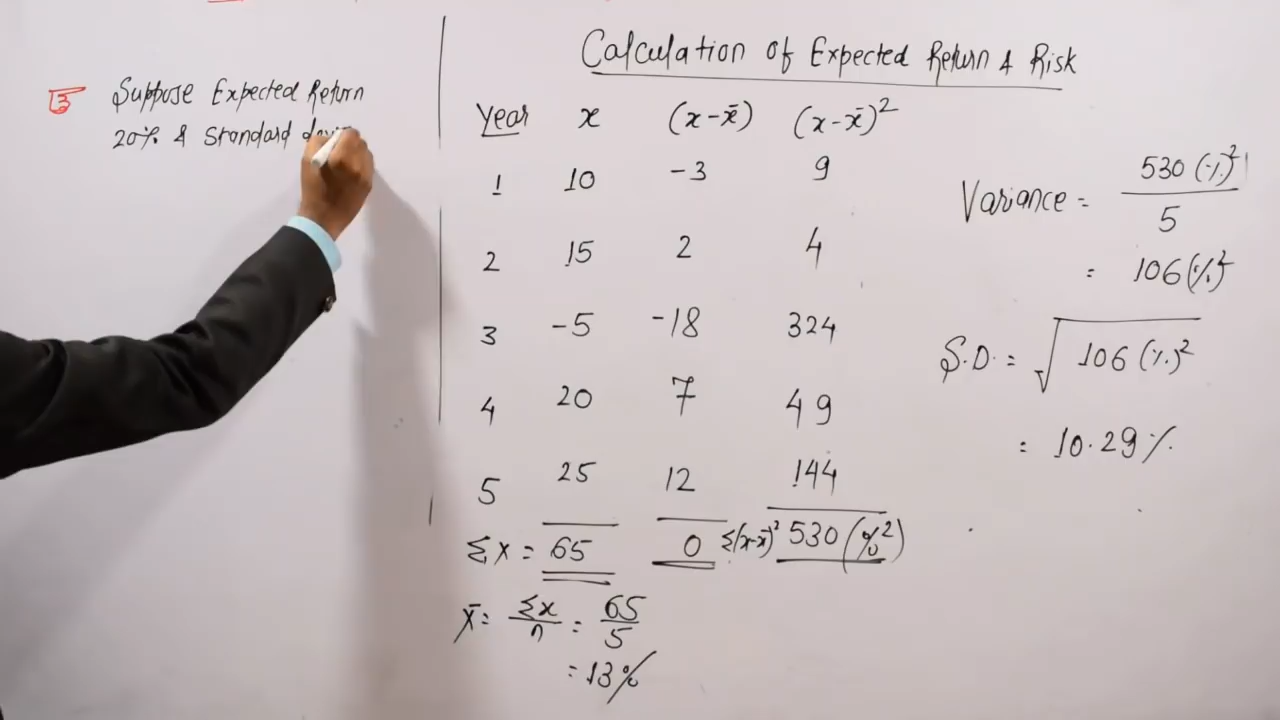 3 Suppose Expected Return
20% & Standard
Calculation of Expected Return & Risk
Year x (x-x̄) (x-x̄)²
1 10 -3 9
2 15 2 4
3 -5 -18 324
4 20 7 49
5 25 12 144
Σx = 65 0 Σ(x-x̄)² 530 (%²)
x̄ = Σx/n = 65/5
= 13%
Variance = 530 (%)²/5
= 106 (%)²
S.D. = √106 (%)²
= 10.29%